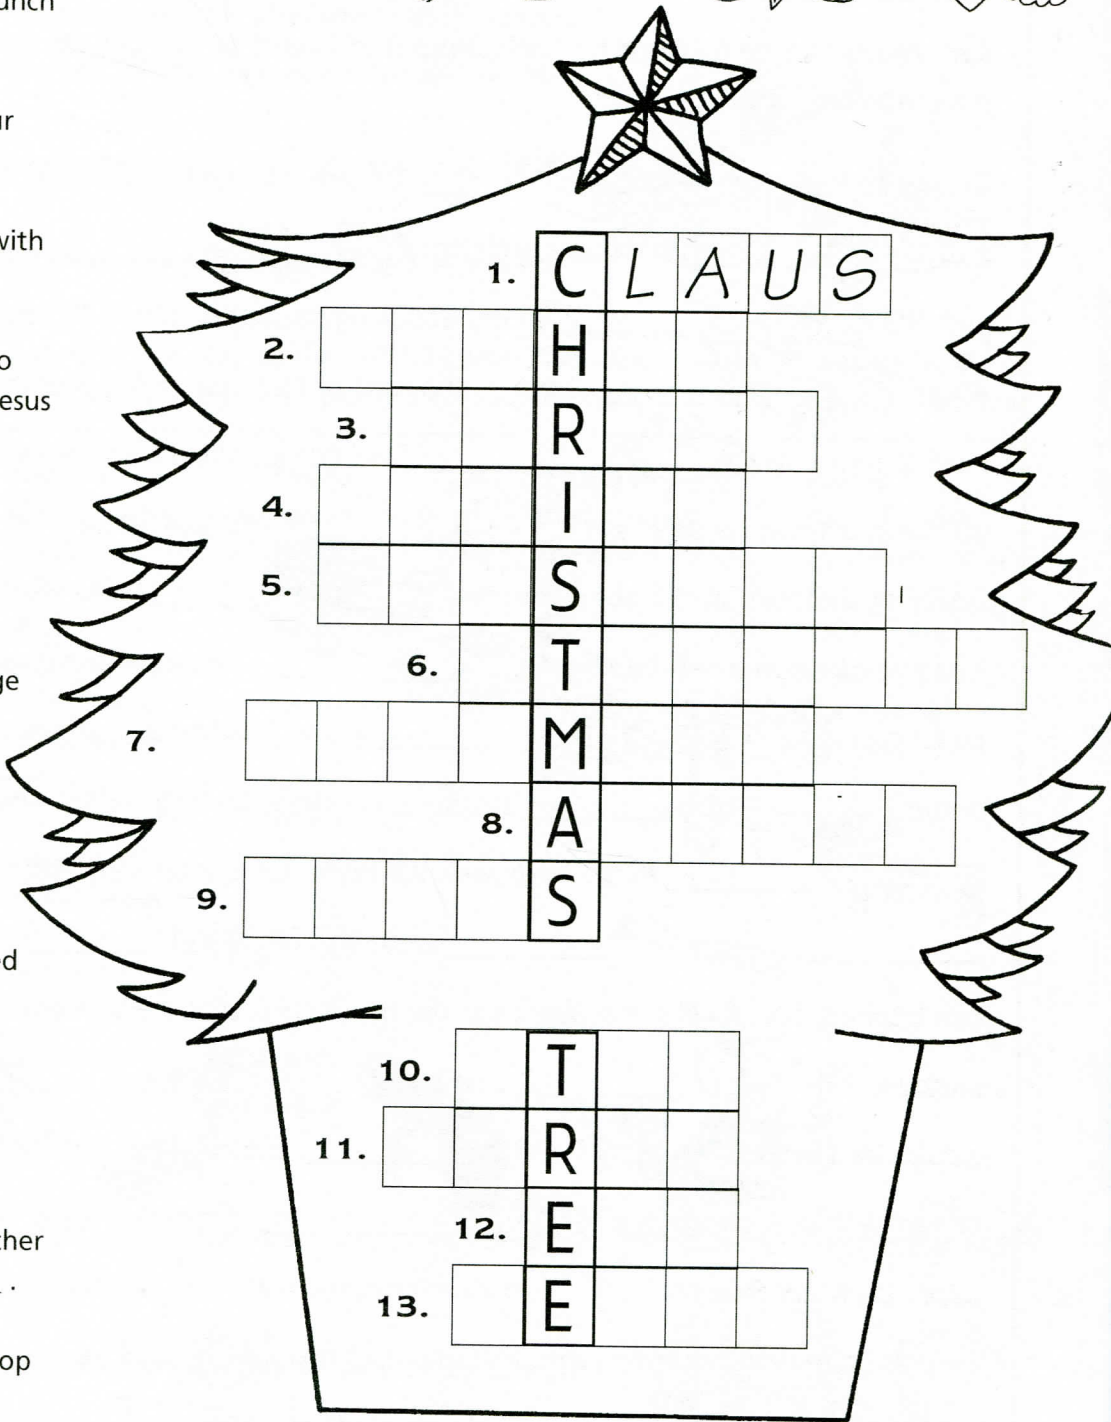 unch
ur
with
o
esus
ge
ed
ther
.
op
1. CLAUS
2. H
3. R
4. I
5. S
6. T
7. M
8. A
9. S
10. T
11. R
12. E
13. E